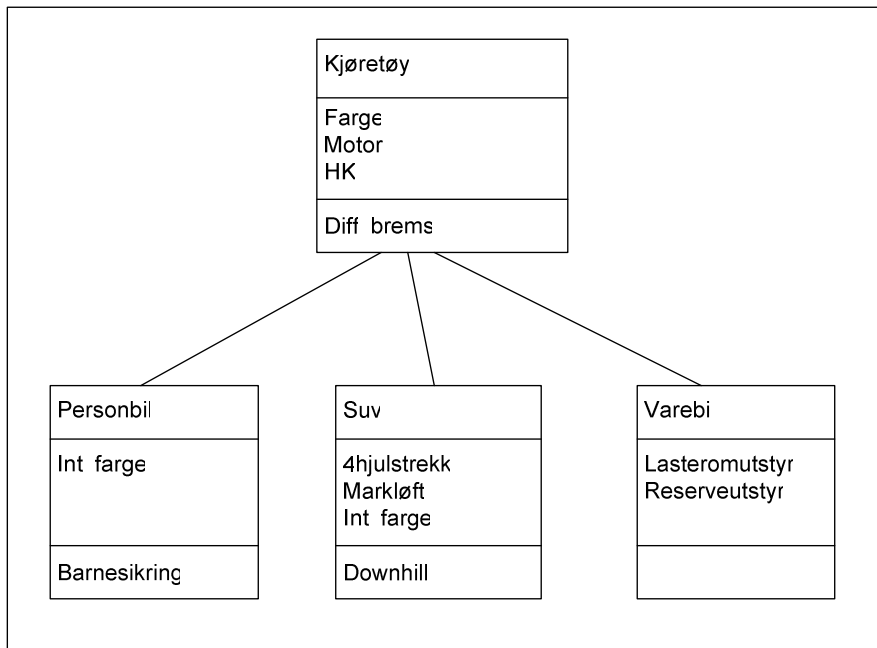 Kjøretøy
Farge
Motor
HK
Diff brems
Personbil
Int farge
Barnesikring
Suv
4hjulstrekk
Markløft
Int farge
Downhill
Varebi
Lasteromutstyr
Reserveutstyr